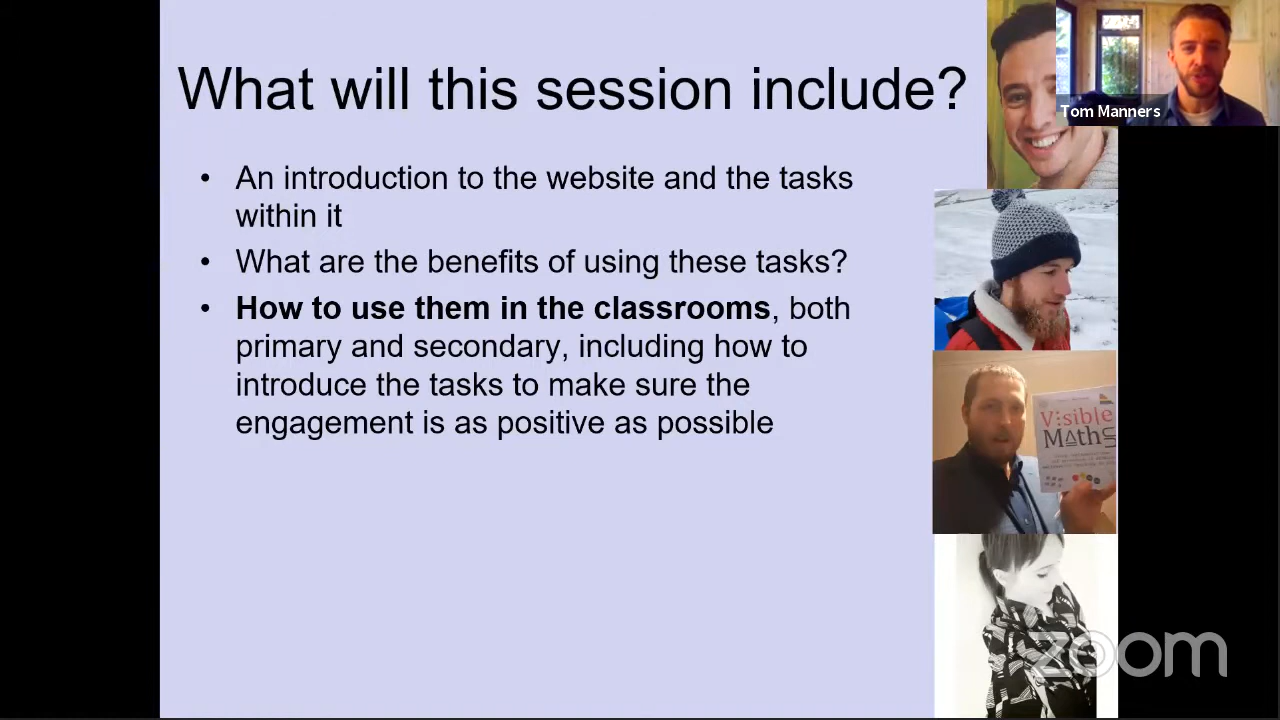 What will this session include?
Tom Manners
• An introduction to the website and the tasks
within it
• What are the benefits of using these tasks?
• How to use them in the classrooms, both
primary and secondary, including how to
introduce the tasks to make sure the
engagement is as positive as possible
Visible
Maths
zoom